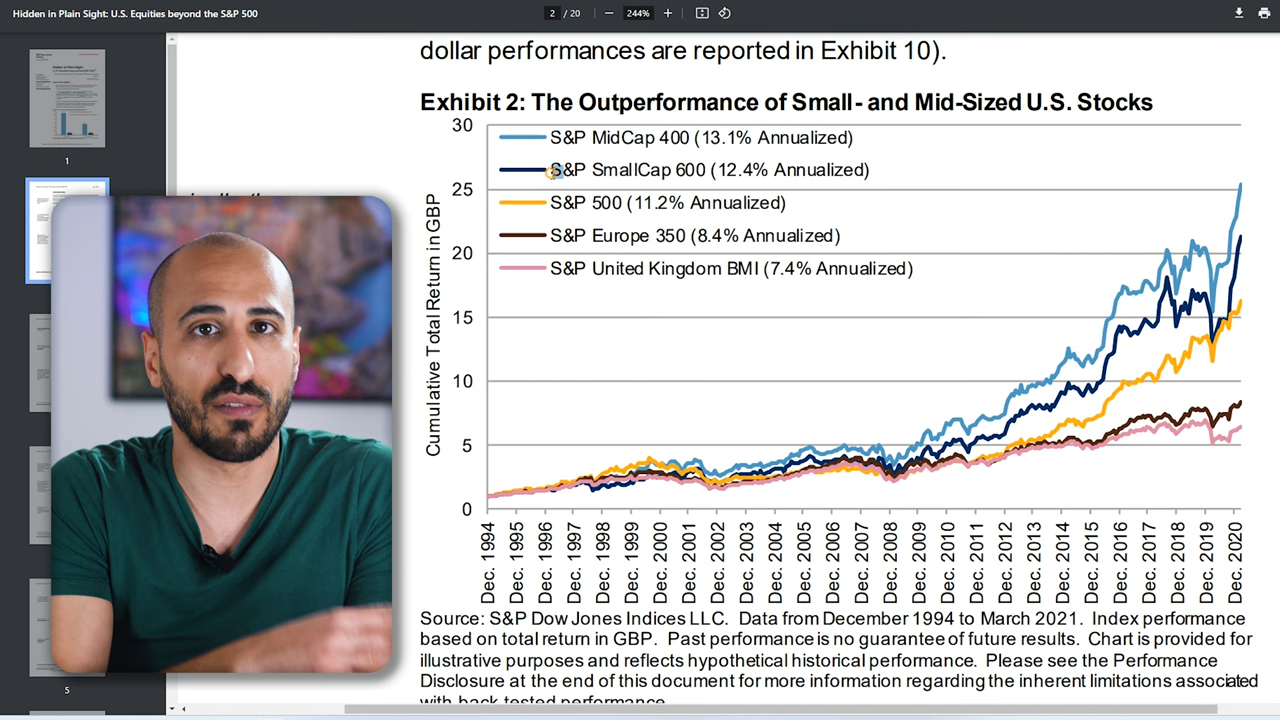 Hidden in Plain Sight: U.S. Equities beyond the S&P 500
2 / 20
244%
1
5
dollar performances are reported in Exhibit 10).
Exhibit 2: The Outperformance of Small- and Mid-Sized U.S. Stocks
Cumulative Total Return in GBP
30
25
20
15
10
5
0
S&P MidCap 400 (13.1% Annualized)
S&P SmallCap 600 (12.4% Annualized)
S&P 500 (11.2% Annualized)
S&P Europe 350 (8.4% Annualized)
S&P United Kingdom BMI (7.4% Annualized)
Dec. 1994
Dec. 1995
Dec. 1996
Dec. 1997
Dec. 1998
Dec. 1999
Dec. 2000
Dec. 2001
Dec. 2002
Dec. 2003
Dec. 2004
Dec. 2005
Dec. 2006
Dec. 2007
Dec. 2008
Dec. 2009
Dec. 2010
Dec. 2011
Dec. 2012
Dec. 2013
Dec. 2014
Dec. 2015
Dec. 2016
Dec. 2017
Dec. 2018
Dec. 2019
Dec. 2020
Source: S&P Dow Jones Indices LLC. Data from December 1994 to March 2021. Index performance
based on total return in GBP. Past performance is no guarantee of future results. Chart is provided for
illustrative purposes and reflects hypothetical historical performance. Please see the Performance
Disclosure at the end of this document for more information regarding the inherent limitations associated
with back-tested performance.